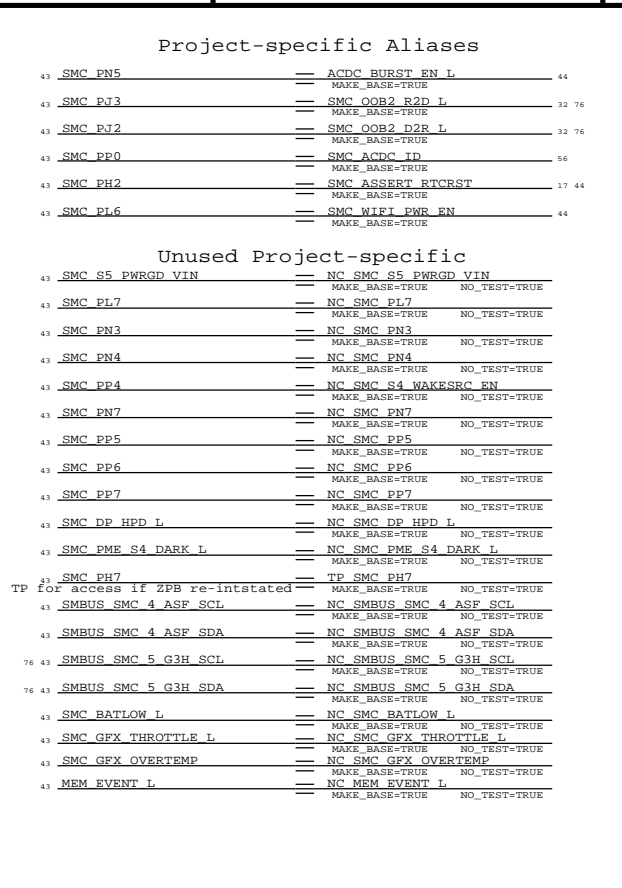 Project-specific Aliases
43 SMC_PN5 ACDC_BURST_EN_L 44
MAKE_BASE=TRUE
43 SMC_PJ3 SMC_OOB2_R2D_L 32 76
MAKE_BASE=TRUE
43 SMC_PJ2 SMC_OOB2_D2R_L 32 76
MAKE_BASE=TRUE
43 SMC_PP0 SMC_ACDC_ID 56
MAKE_BASE=TRUE
43 SMC_PH2 SMC_ASSERT_RTCRST 17 44
MAKE_BASE=TRUE
43 SMC_PL6 SMC_WIFI_PWR_EN 44
MAKE_BASE=TRUE
Unused Project-specific
43 SMC_S5_PWRGD_VIN NC_SMC_S5_PWRGD_VIN
MAKE_BASE=TRUE NO_TEST=TRUE
43 SMC_PL7 NC_SMC_PL7
MAKE_BASE=TRUE NO_TEST=TRUE
43 SMC_PN3 NC_SMC_PN3
MAKE_BASE=TRUE NO_TEST=TRUE
43 SMC_PN4 NC_SMC_PN4
MAKE_BASE=TRUE NO_TEST=TRUE
43 SMC_PP4 NC_SMC_S4_WAKESRC_EN
MAKE_BASE=TRUE NO_TEST=TRUE
43 SMC_PN7 NC_SMC_PN7
MAKE_BASE=TRUE NO_TEST=TRUE
43 SMC_PP5 NC_SMC_PP5
MAKE_BASE=TRUE NO_TEST=TRUE
43 SMC_PP6 NC_SMC_PP6
MAKE_BASE=TRUE NO_TEST=TRUE
43 SMC_PP7 NC_SMC_PP7
MAKE_BASE=TRUE NO_TEST=TRUE
43 SMC_DP_HPD_L NC_SMC_DP_HPD_L
MAKE_BASE=TRUE NO_TEST=TRUE
43 SMC_PME_S4_DARK_L NC_SMC_PME_S4_DARK_L
MAKE_BASE=TRUE NO_TEST=TRUE
43 SMC_PH7 TP_SMC_PH7
TP for access if ZPB re-intstated MAKE_BASE=TRUE NO_TEST=TRUE
43 SMBUS_SMC_4_ASF_SCL NC_SMBUS_SMC_4_ASF_SCL
MAKE_BASE=TRUE NO_TEST=TRUE
43 SMBUS_SMC_4_ASF_SDA NC_SMBUS_SMC_4_ASF_SDA
MAKE_BASE=TRUE NO_TEST=TRUE
76 43 SMBUS_SMC_5_G3H_SCL NC_SMBUS_SMC_5_G3H_SCL
MAKE_BASE=TRUE NO_TEST=TRUE
76 43 SMBUS_SMC_5_G3H_SDA NC_SMBUS_SMC_5_G3H_SDA
MAKE_BASE=TRUE NO_TEST=TRUE
43 SMC_BATLOW_L NC_SMC_BATLOW_L
MAKE_BASE=TRUE NO_TEST=TRUE
43 SMC_GFX_THROTTLE_L NC_SMC_GFX_THROTTLE_L
MAKE_BASE=TRUE NO_TEST=TRUE
43 SMC_GFX_OVERTEMP NC_SMC_GFX_OVERTEMP
MAKE_BASE=TRUE NO_TEST=TRUE
43 MEM_EVENT_L NC_MEM_EVENT_L
MAKE_BASE=TRUE NO_TEST=TRUE